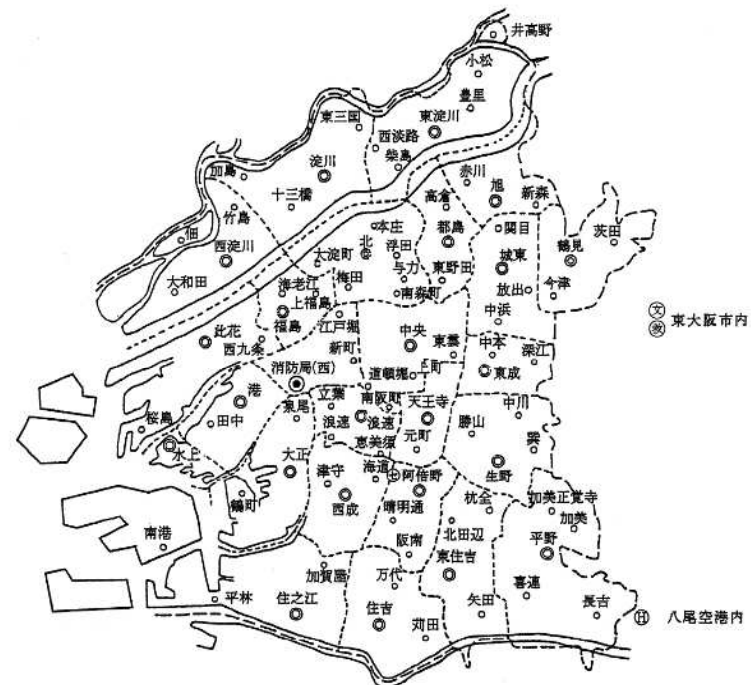 井高野
小松
豊里
東三国
東淀川
西淡路
柴島
淀川
加島
十三橋
赤川
旭
新森
高倉
竹島
佃
西淀川
本庄
北
浮田
都島
関目
鶴見
茨田
大淀町
与力
東野田
城東
大和田
海老江
梅田
南森町
放出
今津
上福島
福島
江戸堀
中浜
文
教
東大阪市内
此花
西九条
新町
中央
東雲
中本
深江
消防局(西)
道頓堀
上町
東成
港
泉尾
立葉
南阪町
天王寺
中川
桜島
田中
浪速
浪速
勝山
巽
水上
大正
恵美須
元町
生野
津守
海道
七
阿倍野
鶴町
西成
晴明通
杭全
加美正覚寺
加美
南港
阪南
北田辺
平野
加賀屋
万代
東住吉
喜連
平林
住之江
住吉
矢田
長吉
苅田
H
八尾空港内